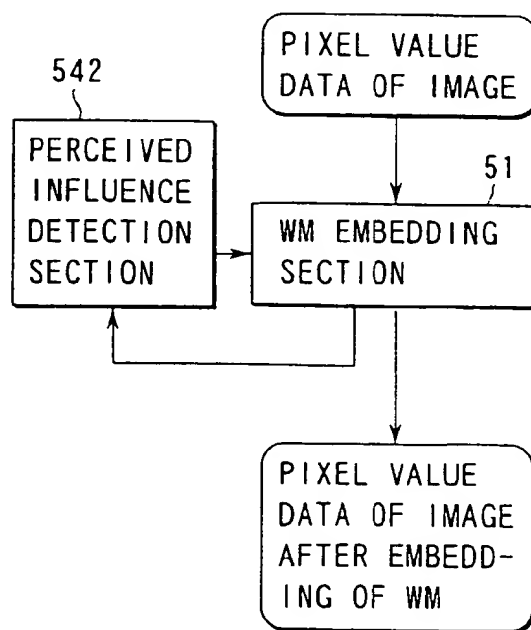 PIXEL VALUE
DATA OF IMAGE
542
PERCEIVED
INFLUENCE
DETECTION
SECTION
51
WM EMBEDDING
SECTION
PIXEL VALUE
DATA OF IMAGE
AFTER EMBEDD-
ING OF WM